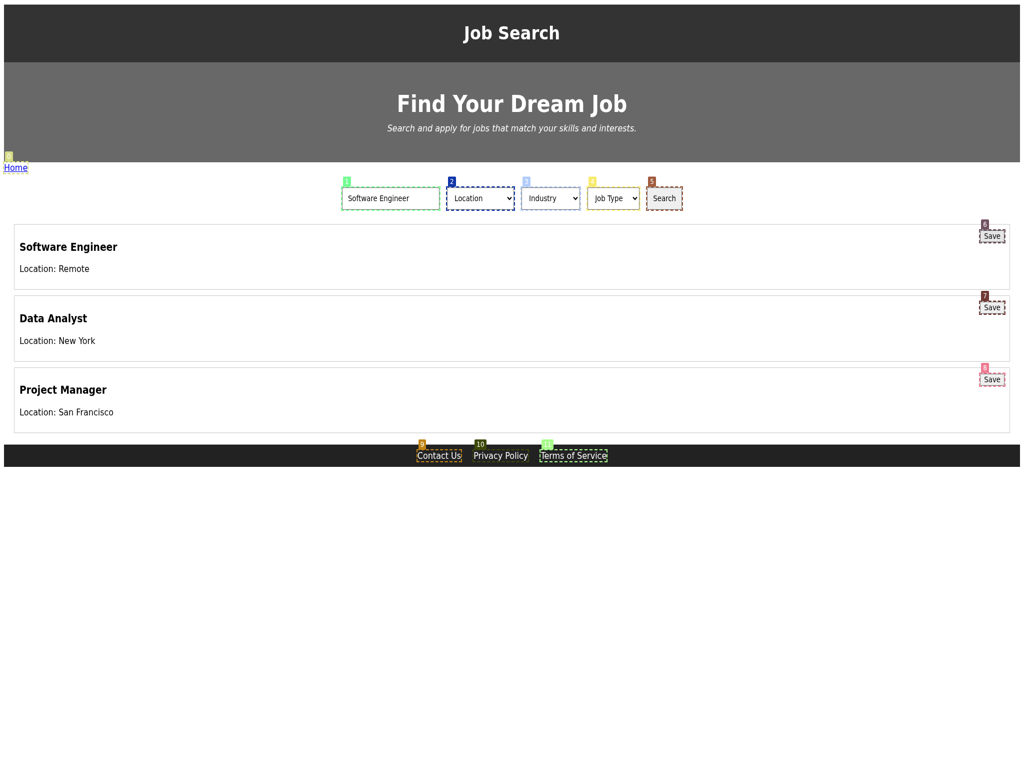 Job Search
Find Your Dream Job
Search and apply for jobs that match your skills and interests.
Home
1 2 3 4 5
Software Engineer Location Industry Job Type Search
6
Save
Software Engineer
Location: Remote
7
Save
Data Analyst
Location: New York
8
Save
Project Manager
Location: San Francisco
9 10
Contact Us Privacy Policy Terms of Service